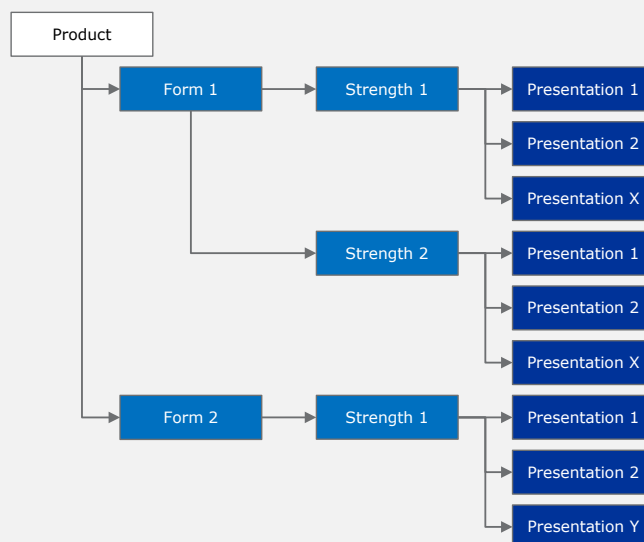 Product
Form 1
Strength 1
Presentation 1
Presentation 2
Presentation X
Strength 2
Presentation 1
Presentation 2
Presentation X
Form 2
Strength 1
Presentation 1
Presentation 2
Presentation Y